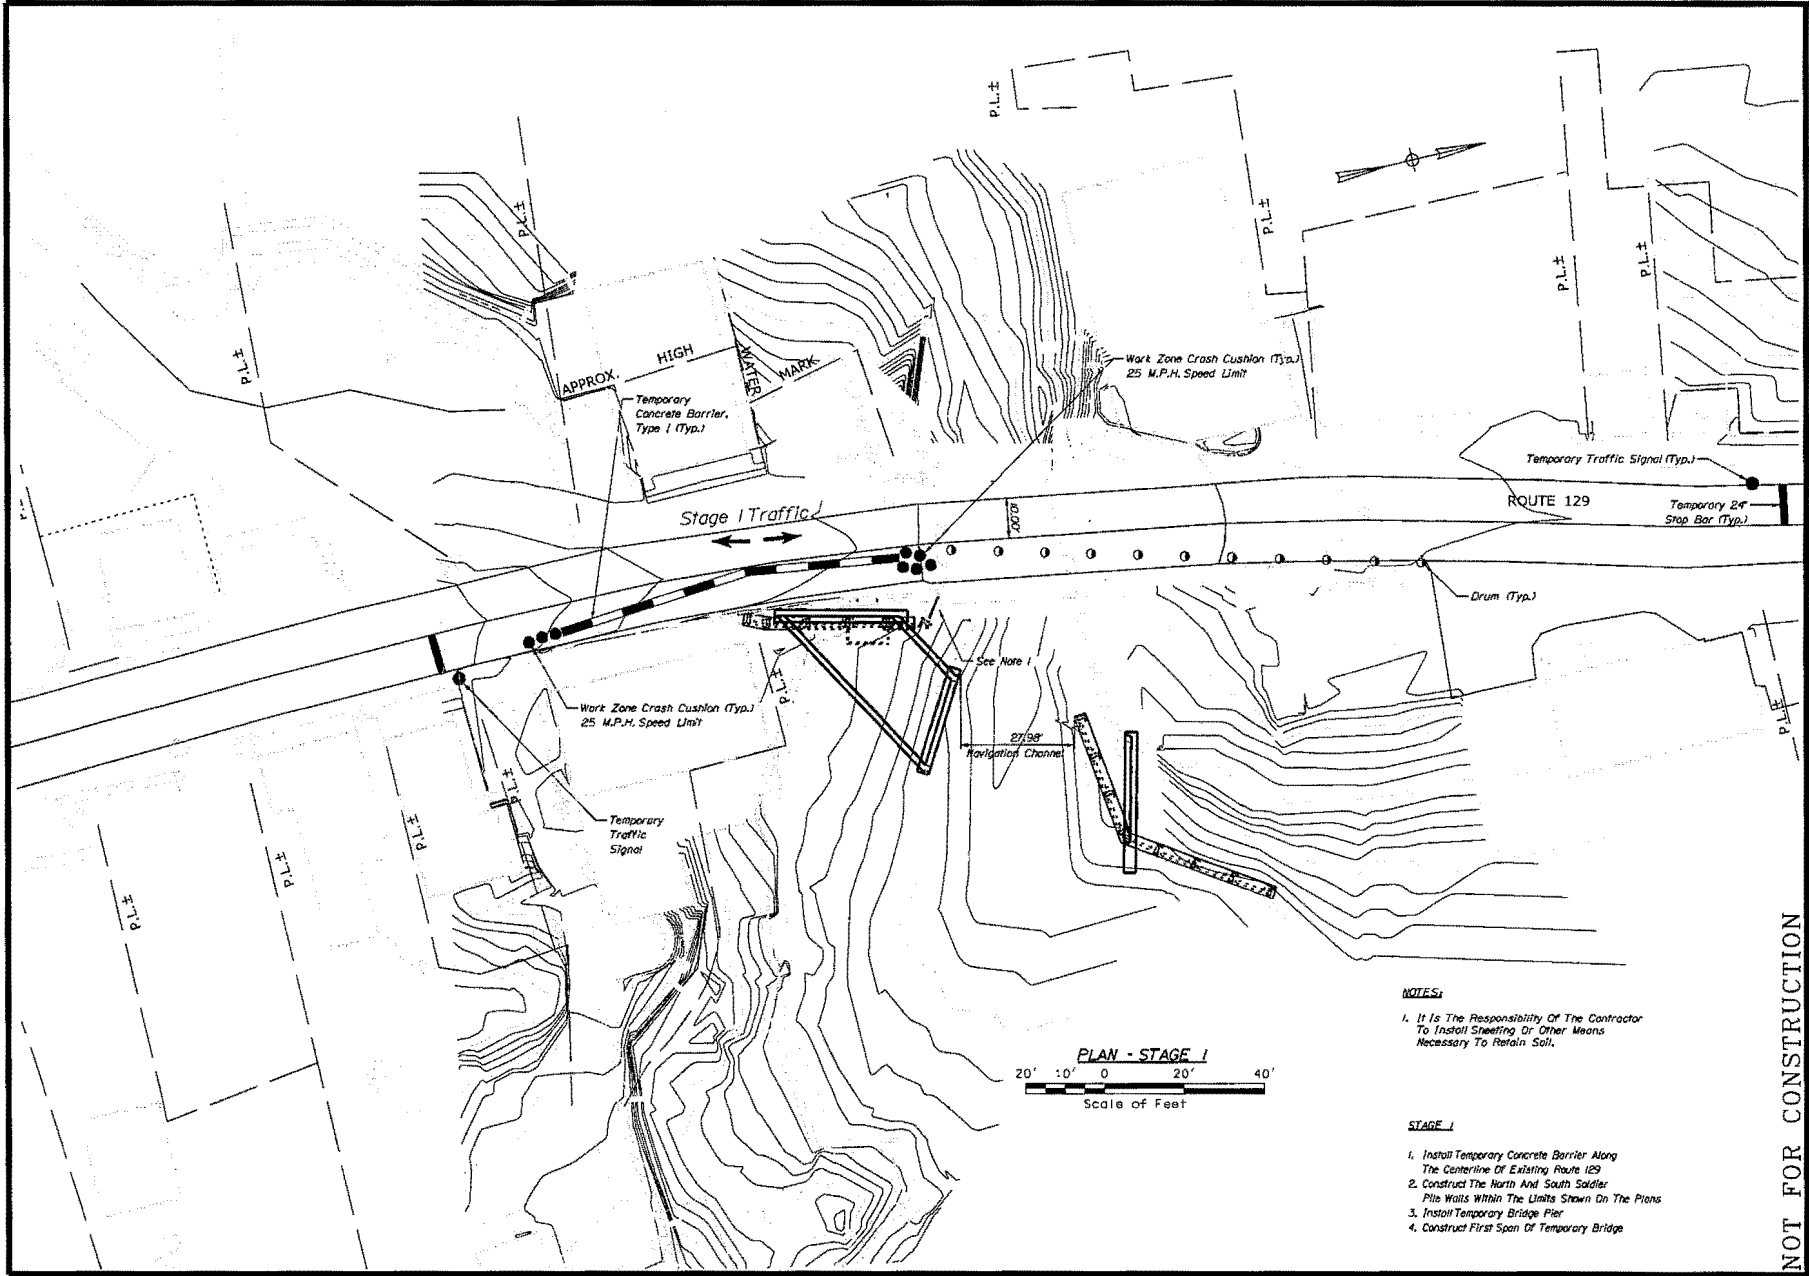 P.L.±
P.L.±
P.L.±
P.L.±
P.L.±
P.L.±
APPROX. HIGH WATER MARK
Temporary
Concrete Barrier,
Type I (Typ.)
Work Zone Crash Cushion (Typ.)
25 M.P.H. Speed Limit
Temporary Traffic Signal (Typ.)
ROUTE 129
Temporary 24"
Stop Bar (Typ.)
Stage 1 Traffic
10.00'
Drum (Typ.)
See Note 1
Work Zone Crash Cushion (Typ.)
25 M.P.H. Speed Limit
P.L.±
P.L.±
27.98'
Navigation Channel
P.L.±
Temporary
Traffic
Signal
P.L.±
P.L.±
P.L.±
NOTES:
1. It Is The Responsibility Of The Contractor
To Install Sheeting Or Other Means
Necessary To Retain Soil.
PLAN - STAGE 1
20' 10' 0 20' 40'
Scale of Feet
STAGE 1
1. Install Temporary Concrete Barrier Along
The Centerline Of Existing Route 129
2. Construct The North And South Soldier
Pile Walls Within The Limits Shown On The Plans
3. Install Temporary Bridge Pier
4. Construct First Span Of Temporary Bridge
NOT FOR CONSTRUCTION